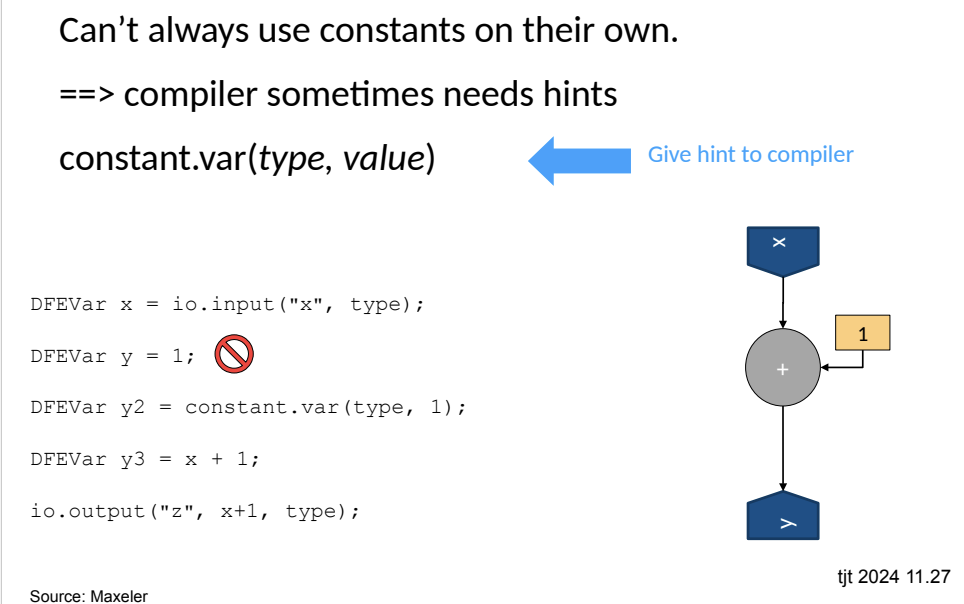 Can’t always use constants on their own.
==> compiler sometimes needs hints
constant.var(type, value)
Give hint to compiler
x
DFEVar x = io.input("x", type);
DFEVar y = 1;
1
+
DFEVar y2 = constant.var(type, 1);
DFEVar y3 = x + 1;
io.output("z", x+1, type);
y
tjt 2024 11.27
Source: Maxeler